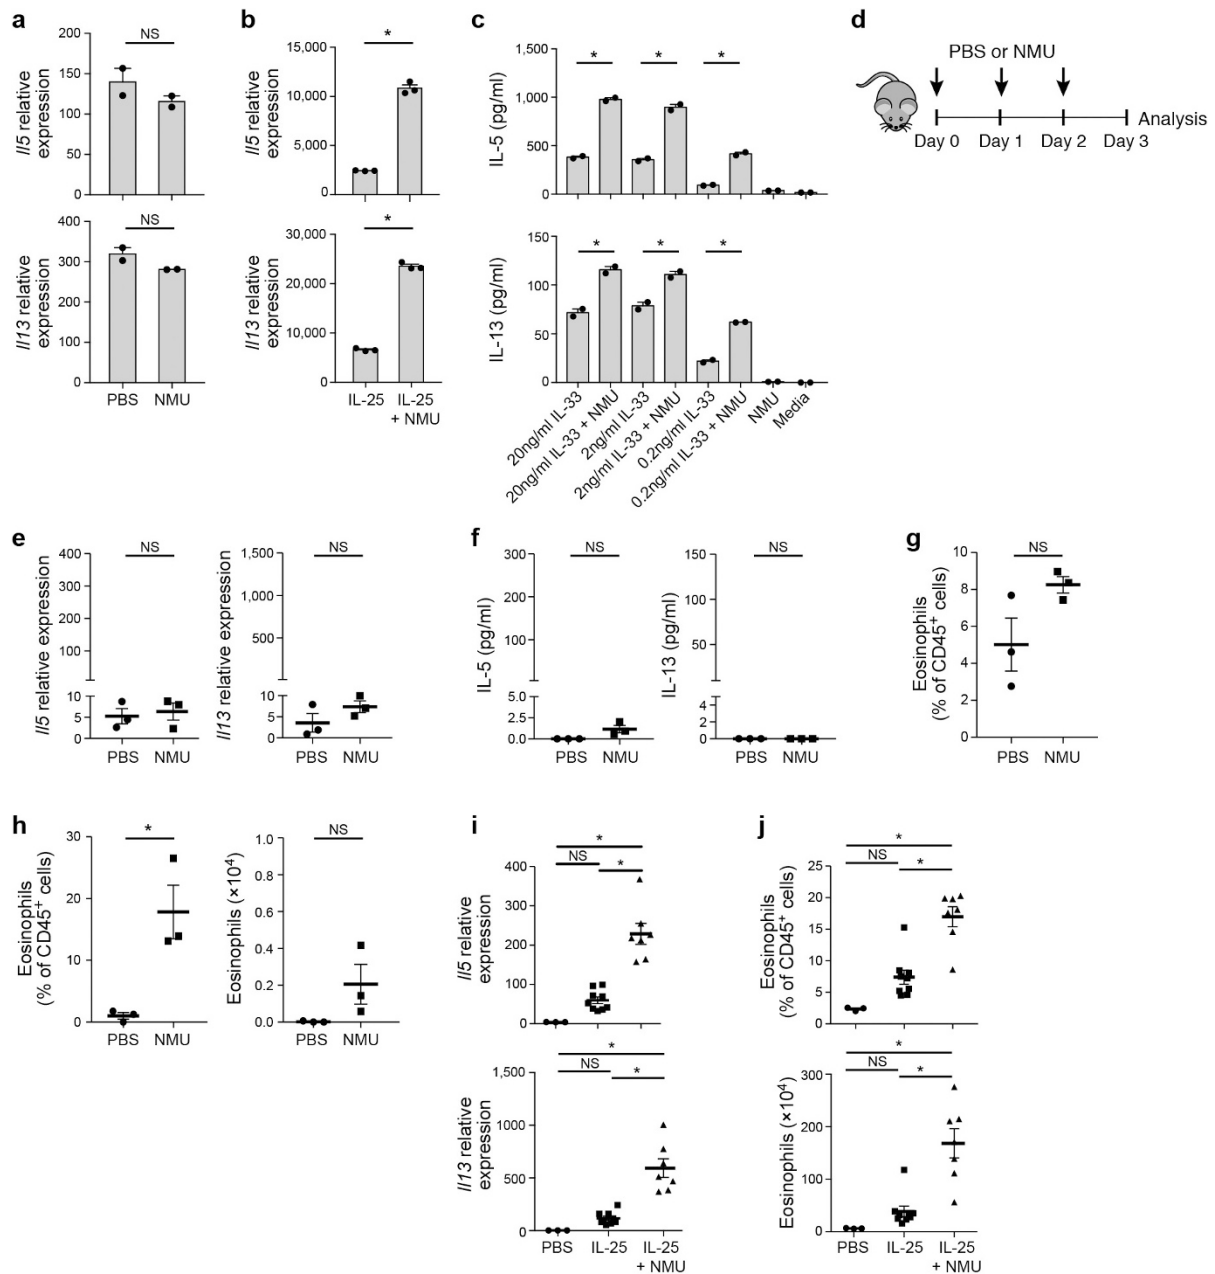 a
NS
200
150
100
50
0
Il5 relative
expression
NS
400
300
200
100
0
Il13 relative
expression
PBS
NMU
b
*
15,000
10,000
5,000
0
Il5 relative
expression
*
30,000
20,000
10,000
0
Il13 relative
expression
IL-25
IL-25
+ NMU
c
1,500
1,000
500
0
IL-5 (pg/ml)
* * *
150
100
50
0
IL-13 (pg/ml)
* * *
20ng/ml IL-33
20ng/ml IL-33 + NMU
2ng/ml IL-33
2ng/ml IL-33 + NMU
0.2ng/ml IL-33
0.2ng/ml IL-33 + NMU
NMU
Media
d
PBS or NMU
Analysis
Day 0 Day 1 Day 2 Day 3
e
NS
400
300
200
100
10
5
0
Il5 relative expression
PBS NMU
NS
1,500
1,000
500
10
5
0
Il13 relative expression
PBS NMU
f
NS
300
200
100
5.0
2.5
0.0
IL-5 (pg/ml)
PBS NMU
NS
150
100
50
4
2
0
IL-13 (pg/ml)
PBS NMU
g
NS
10
8
6
4
2
0
Eosinophils
(% of CD45+ cells)
PBS NMU
h
*
30
20
10
0
Eosinophils
(% of CD45+ cells)
PBS NMU
NS
1.0
0.8
0.6
0.4
0.2
0.0
Eosinophils (×10⁴)
PBS NMU
i
*
NS
*
400
300
200
100
0
Il5 relative
expression
*
NS
*
1,500
1000
500
0
Il13 relative
expression
PBS IL-25 IL-25
+ NMU
j
*
NS
*
25
20
15
10
5
0
Eosinophils
(% of CD45+ cells)
*
NS
*
300
200
100
0
Eosinophils (×10⁴)
PBS IL-25 IL-25
+ NMU